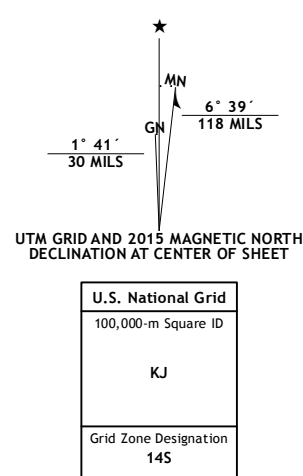 ★
MN
GN
6° 39´
118 MILS
1° 41´
30 MILS
UTM GRID AND 2015 MAGNETIC NORTH
DECLINATION AT CENTER OF SHEET
U.S. National Grid
100,000-m Square ID
KJ
Grid Zone Designation
14S